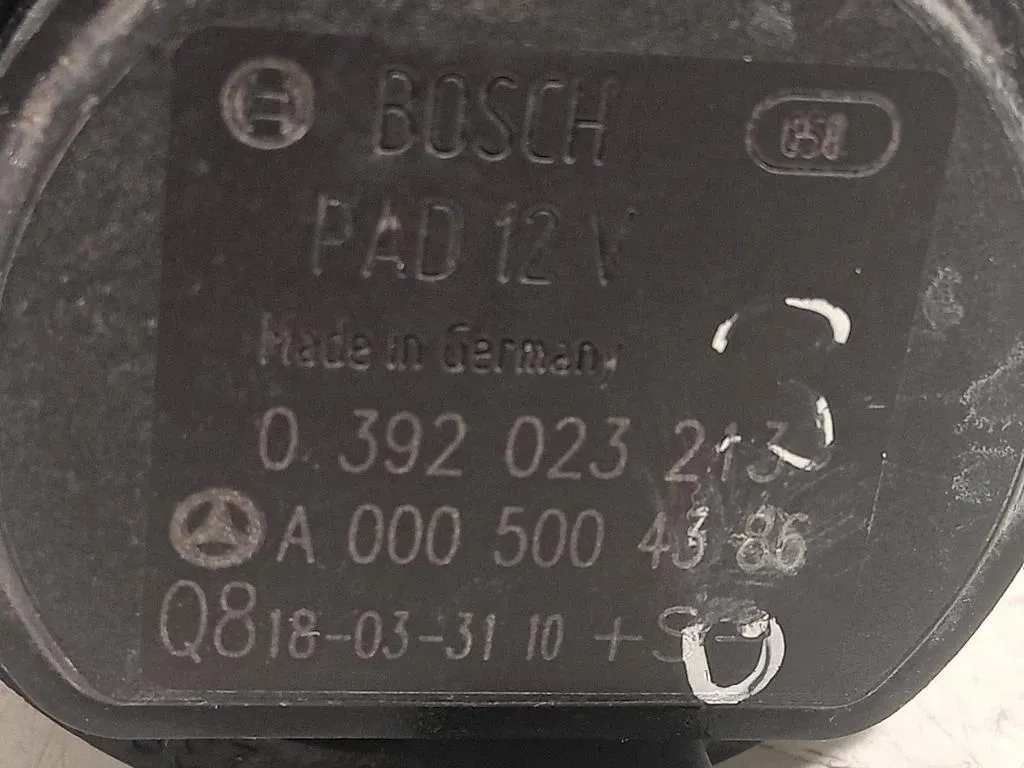 BOSCH
PAD 12 V
Made in Germany
0 392 023 213
A 000 500 43 86
Q8 18-03-31 10 + S -